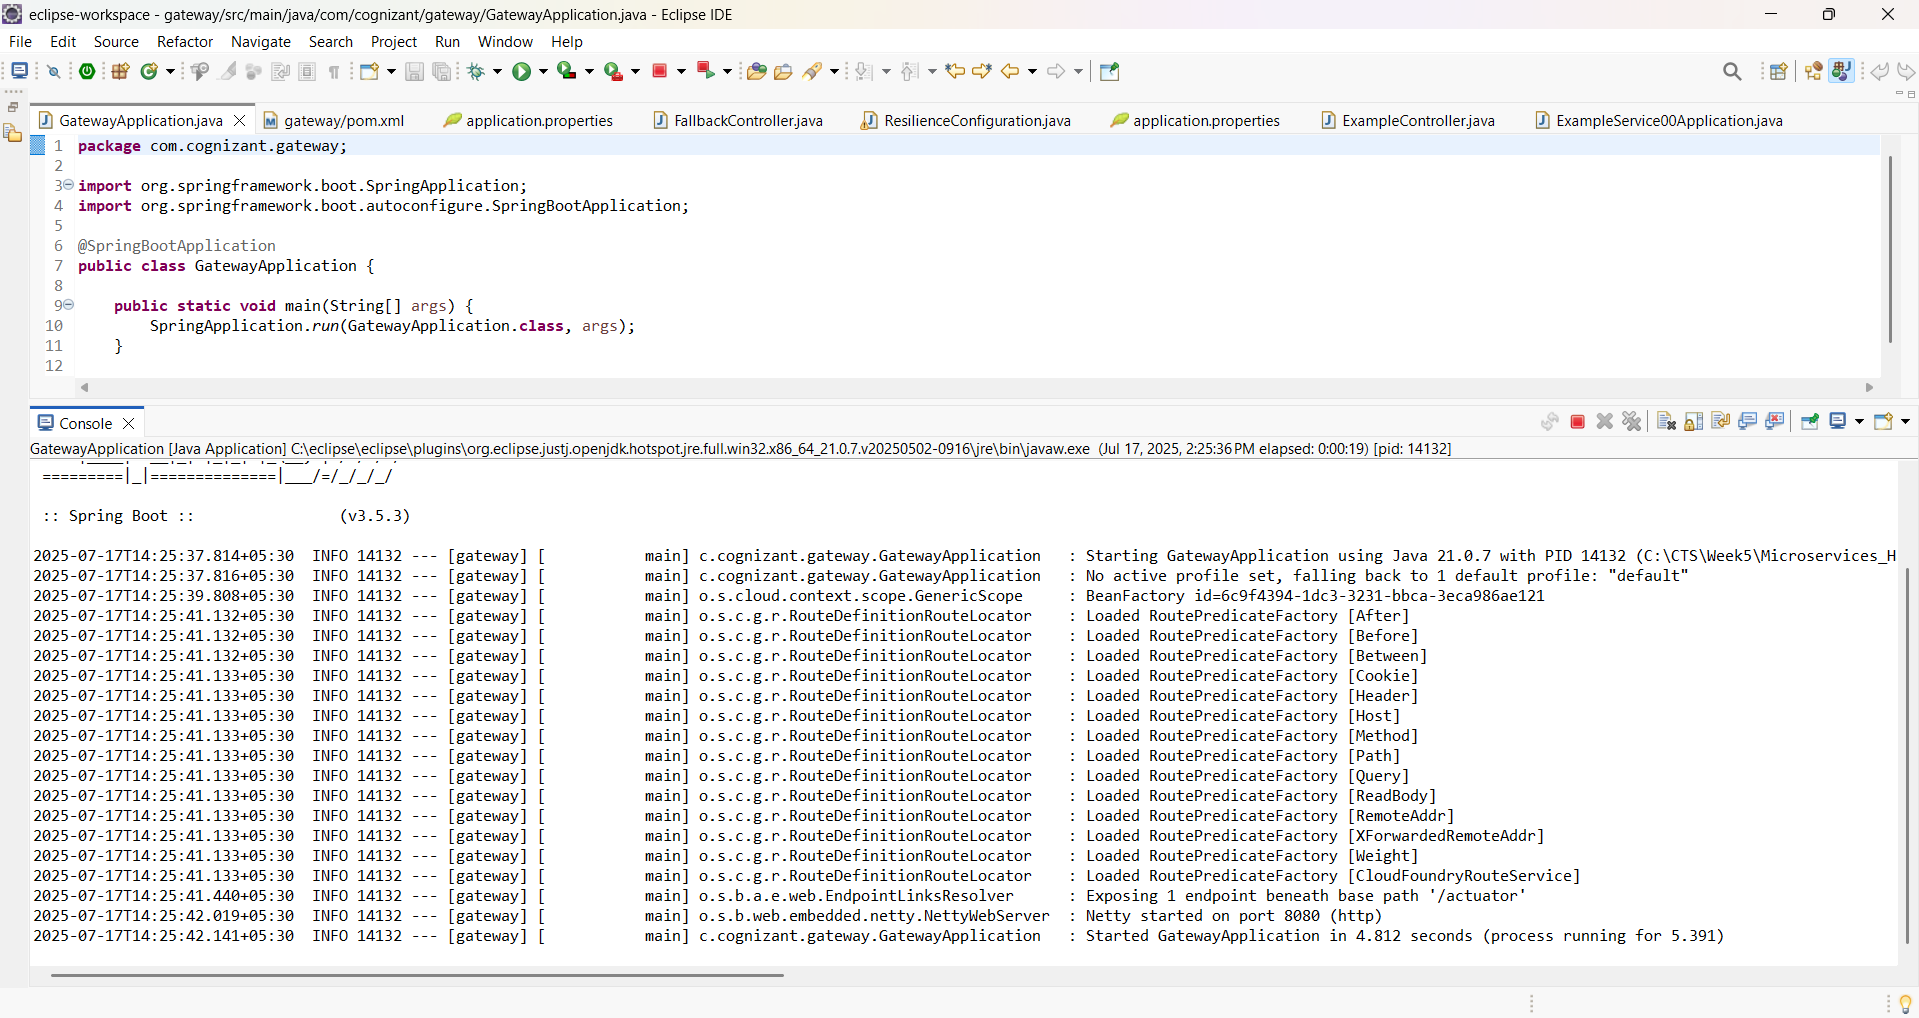 eclipse-workspace - gateway/src/main/java/com/cognizant/gateway/GatewayApplication.java - Eclipse IDE
File Edit Source Refactor Navigate Search Project Run Window Help
GatewayApplication.java gateway/pom.xml application.properties FallbackController.java ResilienceConfiguration.java application.properties ExampleController.java ExampleService00Application.java
1 package com.cognizant.gateway;
2
3 import org.springframework.boot.SpringApplication;
4 import org.springframework.boot.autoconfigure.SpringBootApplication;
5
6 @SpringBootApplication
7 public class GatewayApplication {
8
9 public static void main(String[] args) {
10 SpringApplication.run(GatewayApplication.class, args);
11 }
12
Console
GatewayApplication [Java Application] C:\eclipse\eclipse\plugins\org.eclipse.justj.openjdk.hotspot.jre.full.win32.x86_64_21.0.7.v20250502-0916\jre\bin\javaw.exe (Jul 17, 2025, 2:25:36 PM elapsed: 0:00:19) [pid: 14132]
=========|_|==============|___/=/_/_/_/
:: Spring Boot :: (v3.5.3)
2025-07-17T14:25:37.814+05:30 INFO 14132 --- [gateway] [ main] c.cognizant.gateway.GatewayApplication : Starting GatewayApplication using Java 21.0.7 with PID 14132 (C:\CTS\Week5\Microservices_H
2025-07-17T14:25:37.816+05:30 INFO 14132 --- [gateway] [ main] c.cognizant.gateway.GatewayApplication : No active profile set, falling back to 1 default profile: "default"
2025-07-17T14:25:39.808+05:30 INFO 14132 --- [gateway] [ main] o.s.cloud.context.scope.GenericScope : BeanFactory id=6c9f4394-1dc3-3231-bbca-3eca986ae121
2025-07-17T14:25:41.132+05:30 INFO 14132 --- [gateway] [ main] o.s.c.g.r.RouteDefinitionRouteLocator : Loaded RoutePredicateFactory [After]
2025-07-17T14:25:41.132+05:30 INFO 14132 --- [gateway] [ main] o.s.c.g.r.RouteDefinitionRouteLocator : Loaded RoutePredicateFactory [Before]
2025-07-17T14:25:41.132+05:30 INFO 14132 --- [gateway] [ main] o.s.c.g.r.RouteDefinitionRouteLocator : Loaded RoutePredicateFactory [Between]
2025-07-17T14:25:41.133+05:30 INFO 14132 --- [gateway] [ main] o.s.c.g.r.RouteDefinitionRouteLocator : Loaded RoutePredicateFactory [Cookie]
2025-07-17T14:25:41.133+05:30 INFO 14132 --- [gateway] [ main] o.s.c.g.r.RouteDefinitionRouteLocator : Loaded RoutePredicateFactory [Header]
2025-07-17T14:25:41.133+05:30 INFO 14132 --- [gateway] [ main] o.s.c.g.r.RouteDefinitionRouteLocator : Loaded RoutePredicateFactory [Host]
2025-07-17T14:25:41.133+05:30 INFO 14132 --- [gateway] [ main] o.s.c.g.r.RouteDefinitionRouteLocator : Loaded RoutePredicateFactory [Method]
2025-07-17T14:25:41.133+05:30 INFO 14132 --- [gateway] [ main] o.s.c.g.r.RouteDefinitionRouteLocator : Loaded RoutePredicateFactory [Path]
2025-07-17T14:25:41.133+05:30 INFO 14132 --- [gateway] [ main] o.s.c.g.r.RouteDefinitionRouteLocator : Loaded RoutePredicateFactory [Query]
2025-07-17T14:25:41.133+05:30 INFO 14132 --- [gateway] [ main] o.s.c.g.r.RouteDefinitionRouteLocator : Loaded RoutePredicateFactory [ReadBody]
2025-07-17T14:25:41.133+05:30 INFO 14132 --- [gateway] [ main] o.s.c.g.r.RouteDefinitionRouteLocator : Loaded RoutePredicateFactory [RemoteAddr]
2025-07-17T14:25:41.133+05:30 INFO 14132 --- [gateway] [ main] o.s.c.g.r.RouteDefinitionRouteLocator : Loaded RoutePredicateFactory [XForwardedRemoteAddr]
2025-07-17T14:25:41.133+05:30 INFO 14132 --- [gateway] [ main] o.s.c.g.r.RouteDefinitionRouteLocator : Loaded RoutePredicateFactory [Weight]
2025-07-17T14:25:41.133+05:30 INFO 14132 --- [gateway] [ main] o.s.c.g.r.RouteDefinitionRouteLocator : Loaded RoutePredicateFactory [CloudFoundryRouteService]
2025-07-17T14:25:41.440+05:30 INFO 14132 --- [gateway] [ main] o.s.b.a.e.web.EndpointLinksResolver : Exposing 1 endpoint beneath base path '/actuator'
2025-07-17T14:25:42.019+05:30 INFO 14132 --- [gateway] [ main] o.s.b.web.embedded.netty.NettyWebServer : Netty started on port 8080 (http)
2025-07-17T14:25:42.141+05:30 INFO 14132 --- [gateway] [ main] c.cognizant.gateway.GatewayApplication : Started GatewayApplication in 4.812 seconds (process running for 5.391)